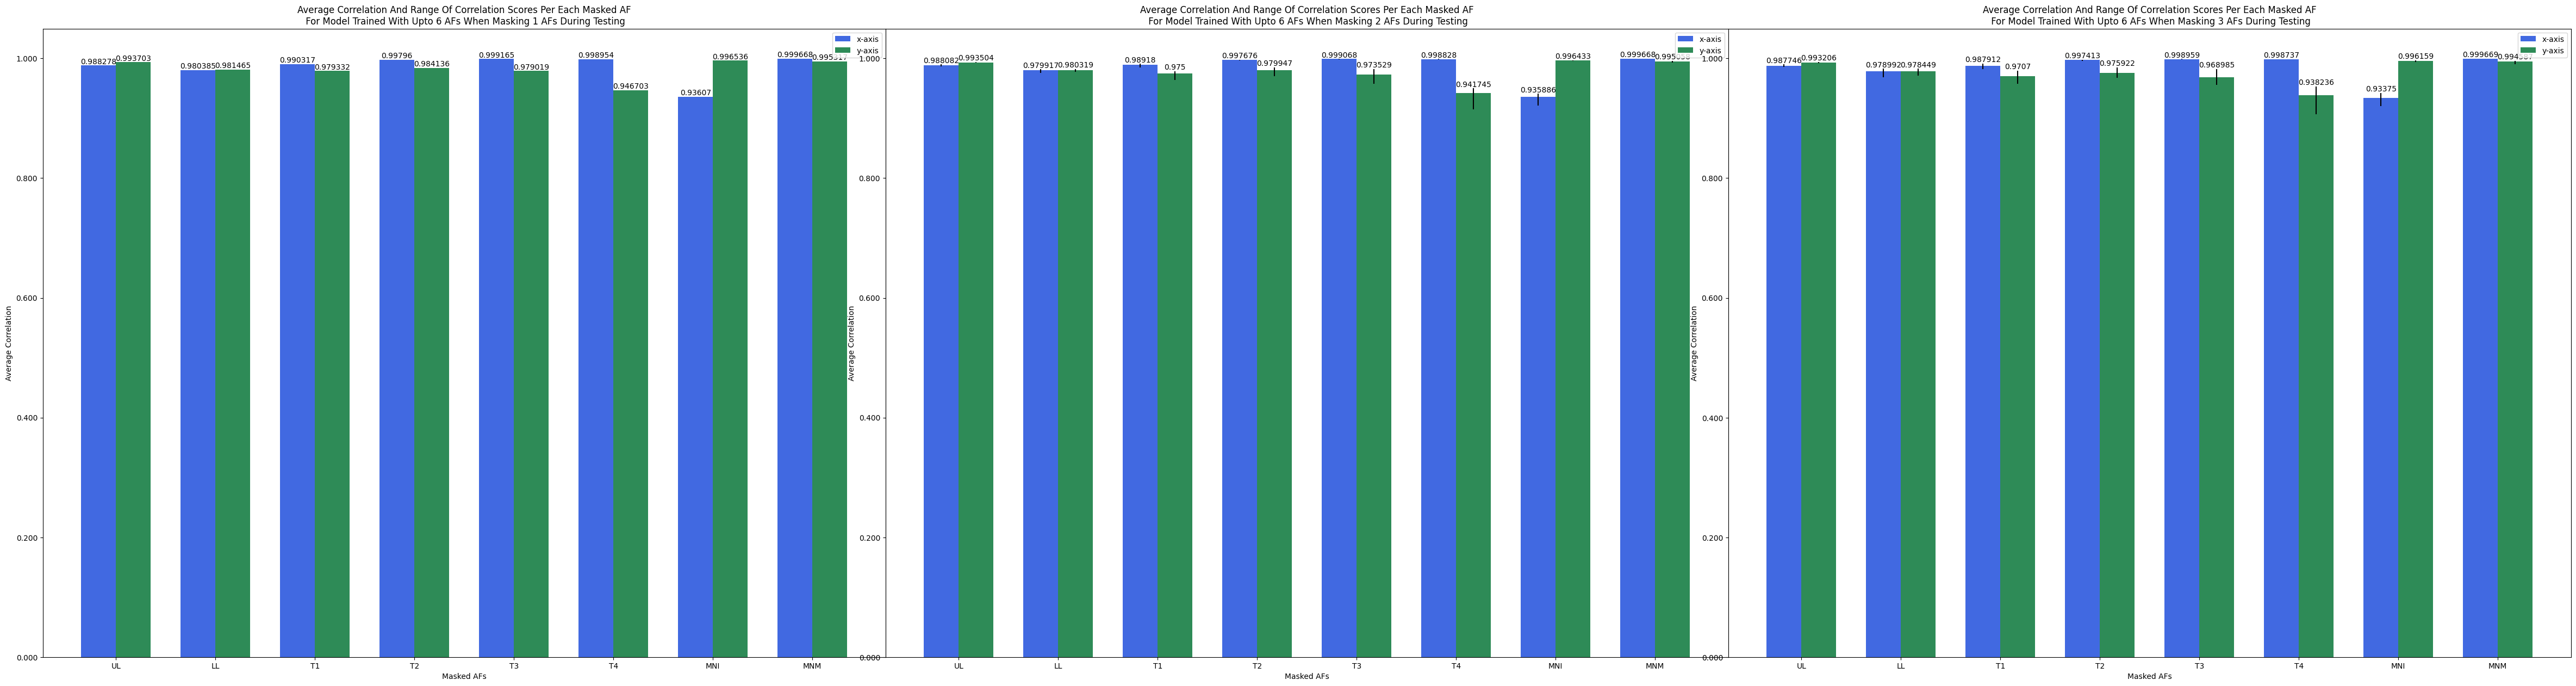 Average Correlation And Range Of Correlation Scores Per Each Masked AF
For Model Trained With Upto 6 AFs When Masking 1 AFs During Testing
x-axis
y-axis
0.988278 0.993703 0.980385 0.981465 0.990317 0.979332 0.99796 0.984136 0.999165 0.979019 0.998954 0.946703 0.93607 0.996536 0.999668
1.000
0.800
0.600
0.400
0.200
0.000
Average Correlation
UL LL T1 T2 T3 T4 MNI MNM
Masked AFs
Average Correlation And Range Of Correlation Scores Per Each Masked AF
For Model Trained With Upto 6 AFs When Masking 2 AFs During Testing
x-axis
y-axis
0.988082 0.993504 0.979917 0.980319 0.98918 0.975 0.997676 0.979947 0.999068 0.973529 0.998828 0.941745 0.935886 0.996433 0.999668
1.000
0.800
0.600
0.400
0.200
0.000
Average Correlation
UL LL T1 T2 T3 T4 MNI MNM
Masked AFs
Average Correlation And Range Of Correlation Scores Per Each Masked AF
For Model Trained With Upto 6 AFs When Masking 3 AFs During Testing
x-axis
y-axis
0.987746 0.993206 0.978992 0.978449 0.987912 0.9707 0.997413 0.975922 0.998959 0.968985 0.998737 0.938236 0.93375 0.996159 0.999669
1.000
0.800
0.600
0.400
0.200
0.000
Average Correlation
UL LL T1 T2 T3 T4 MNI MNM
Masked AFs